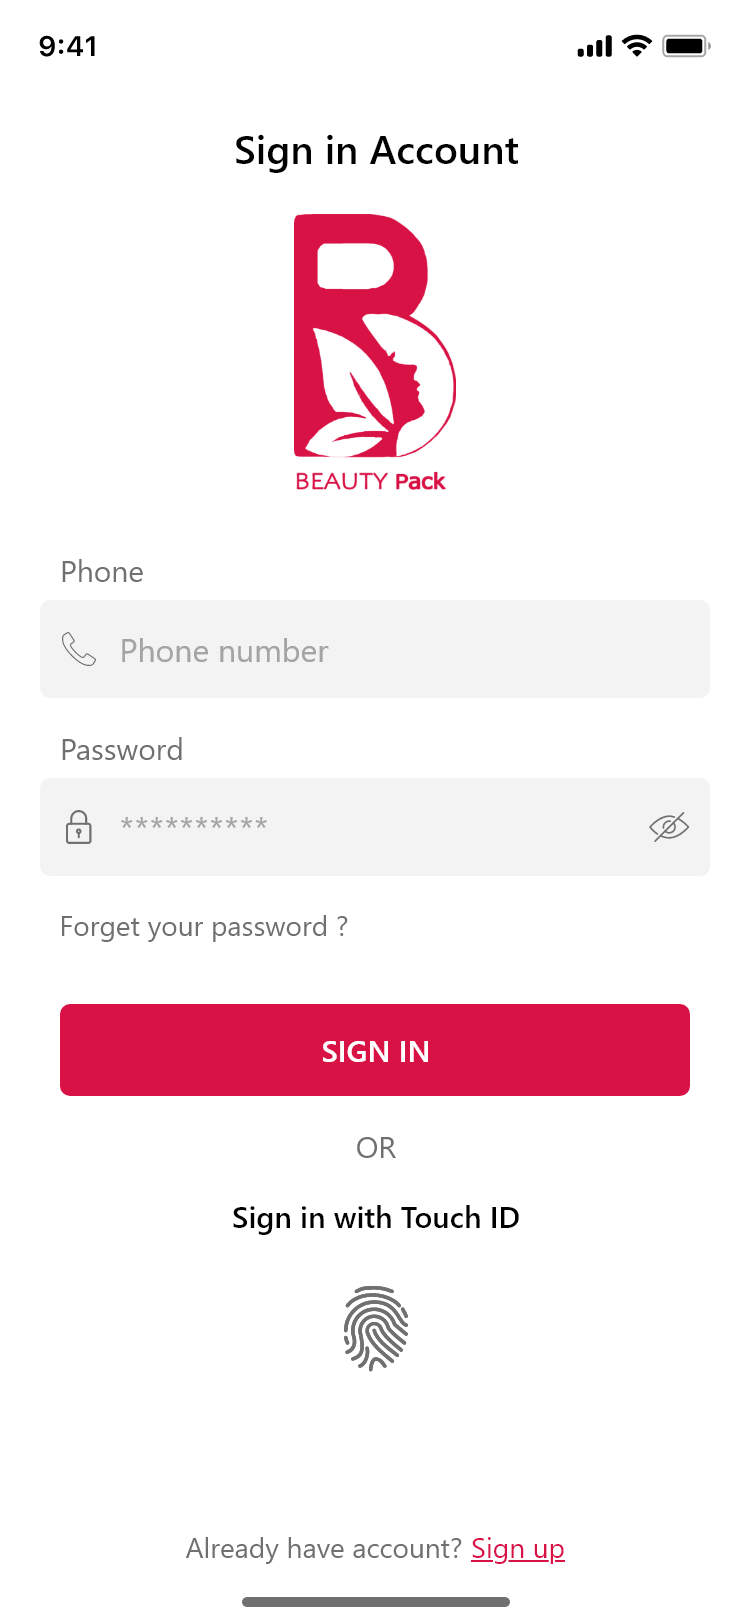 9:41
Sign in Account
BEAUTY Pack
Phone
Phone number
Password
**********
Forget your password ?
SIGN IN
OR
Sign in with Touch ID
Already have account? Sign up